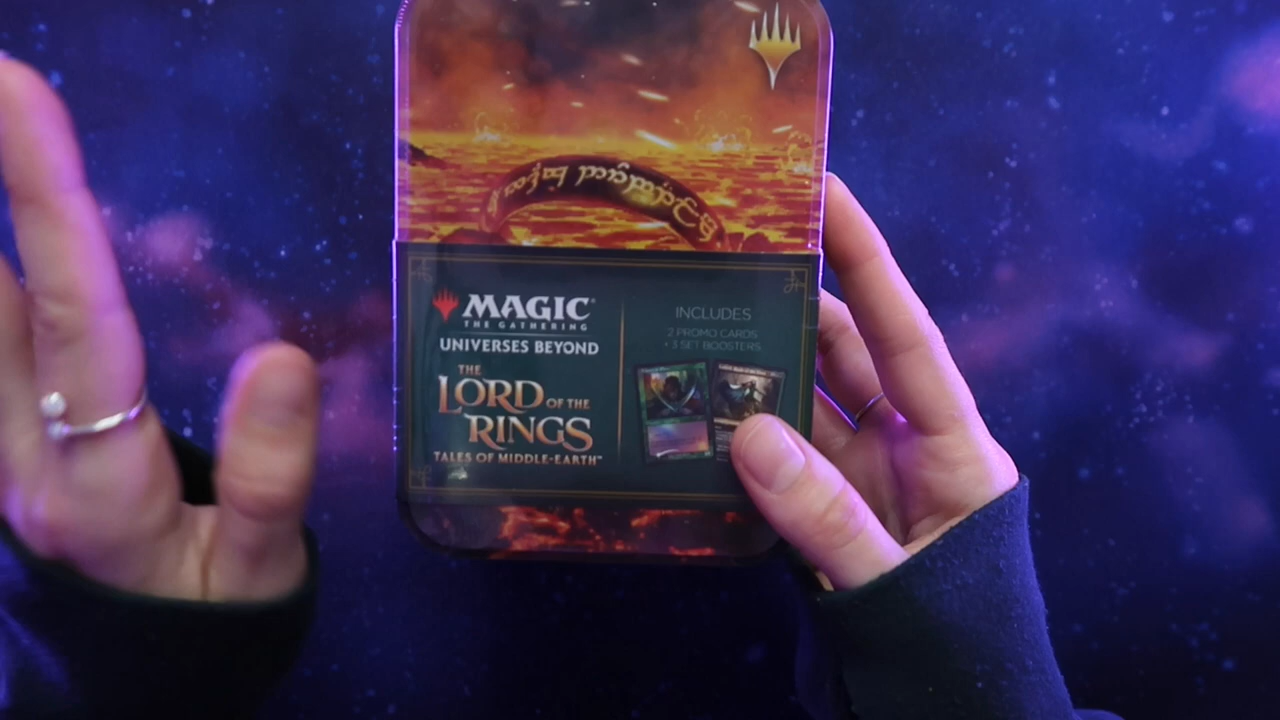 MAGIC
THE GATHERING
UNIVERSES BEYOND
THE
LORD OF THE
RINGS
TALES OF MIDDLE-EARTH™
INCLUDES
2 PROMO CARDS
+ 3 SET BOOSTERS